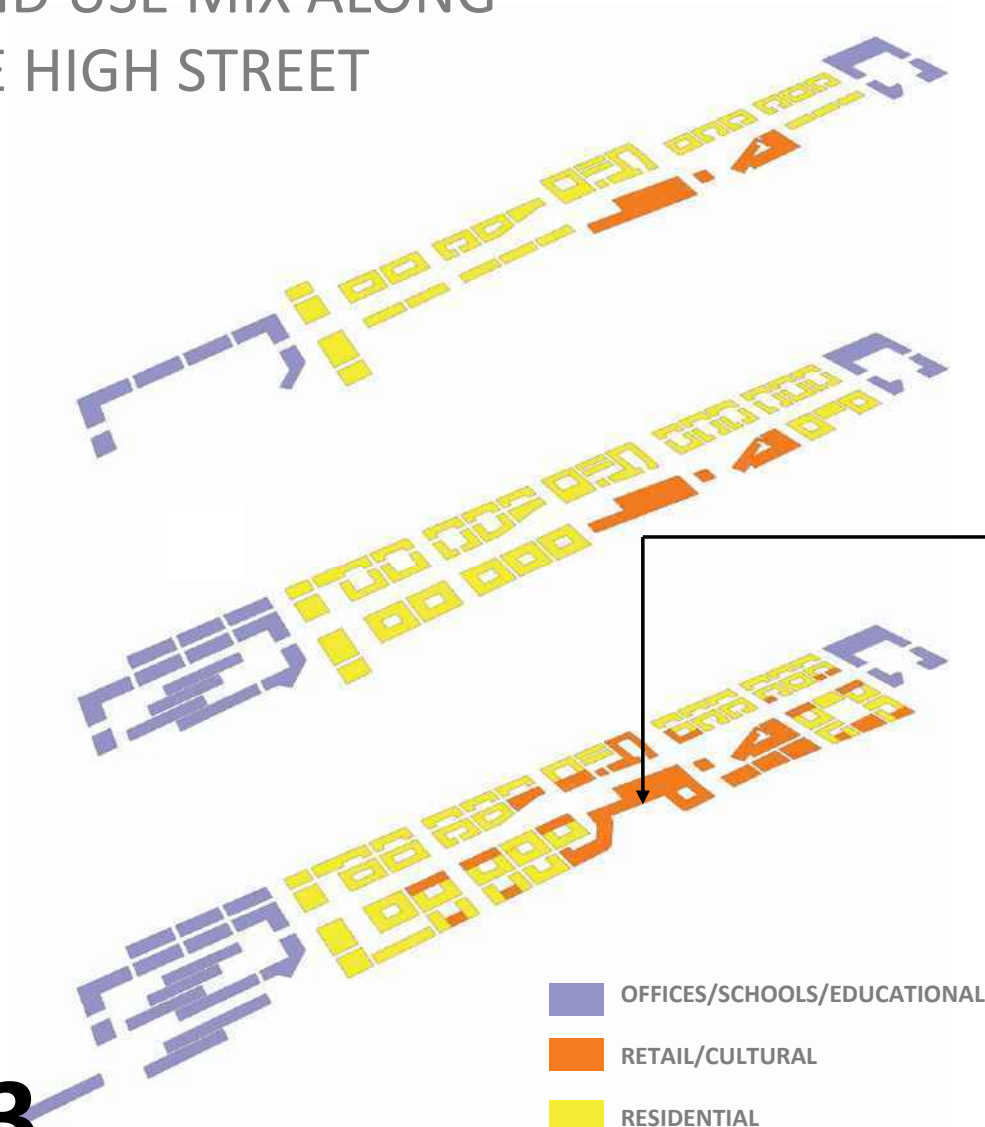 ND USE MIX ALONG
E HIGH STREET
OFFICES/SCHOOLS/EDUCATIONAL
RETAIL/CULTURAL
RESIDENTIAL
3